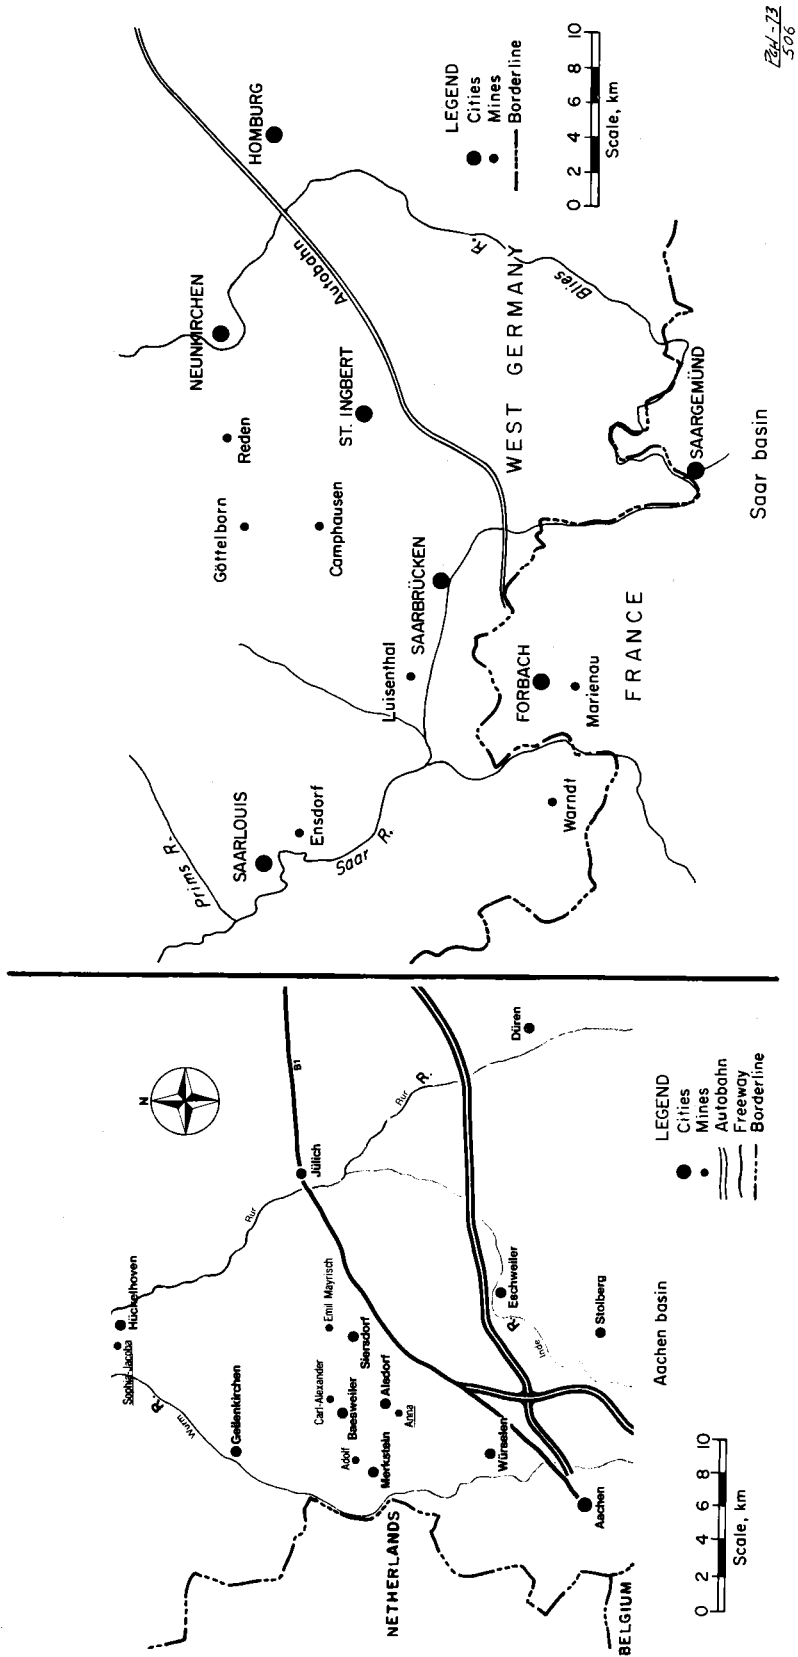 N
B1
Jülich
Rur
Rur
R.
Düren
Hückelhoven
Sophia-Jacoba
Wurm
R.
Geilenkirchen
Emil Mayrisch
Siersdorf
Carl-Alexander
Baesweiler
Adolf
Merkstein
Alsdorf
Anna
Würselen
Aachen
Eschweiler
R.
Inde
Stolberg
NETHERLANDS
BELGIUM
LEGEND
Cities
Mines
Autobahn
Freeway
Borderline
0 2 4 6 8 10
Scale, km
Aachen basin
Prims R.
SAARLOUIS
Ensdorf
Saar R.
Luisenthal
SAARBRÜCKEN
Göttelborn
Camphausen
Reden
NEUNKIRCHEN
ST. INGBERT
HOMBURG
Autobahn
WEST GERMANY
Blies R.
FORBACH
Marienau
Warndt
FRANCE
SAARGEMÜND
LEGEND
Cities
Mines
Borderline
0 2 4 6 8 10
Scale, km
Saar basin
506